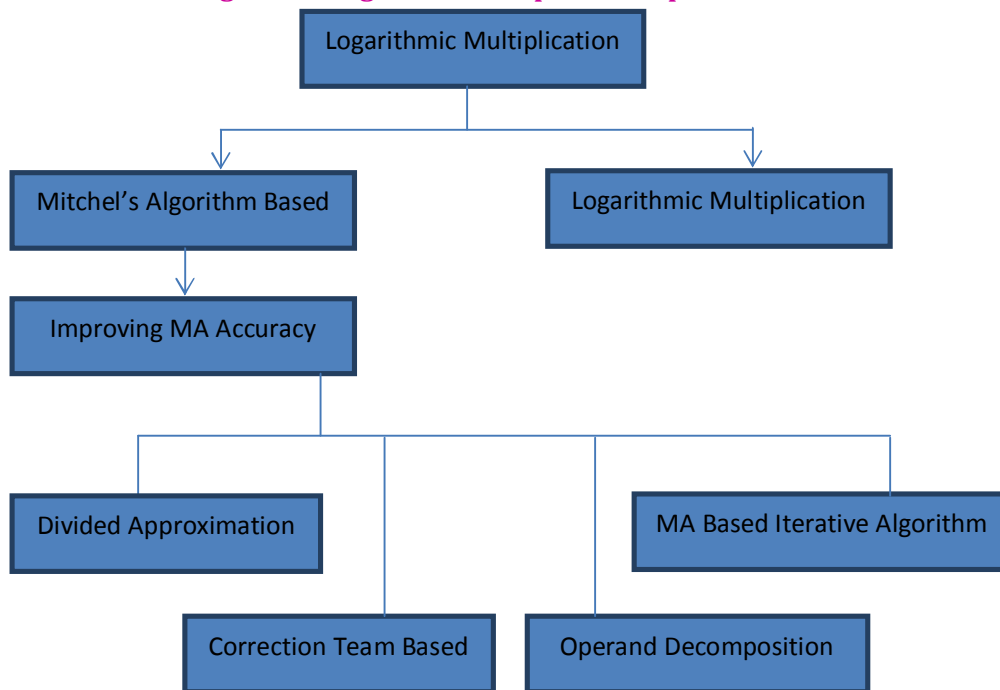 Logarithmic Multiplication
Mitchel’s Algorithm Based
Logarithmic Multiplication
Improving MA Accuracy
Divided Approximation
MA Based Iterative Algorithm
Correction Team Based
Operand Decomposition